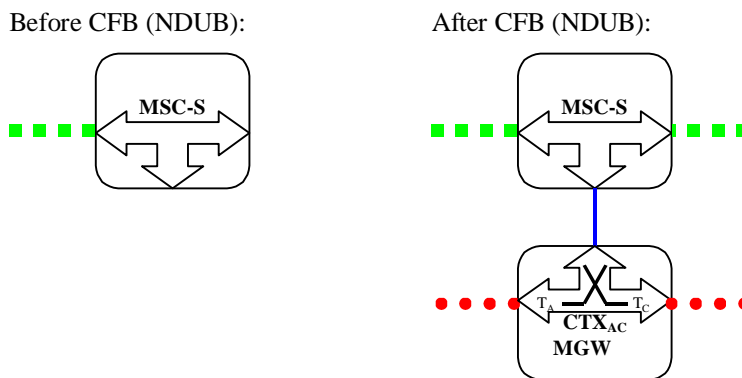 Before CFB (NDUB):
After CFB (NDUB):
MSC-S
MSC-S
TA
TC
CTXAC
MGW